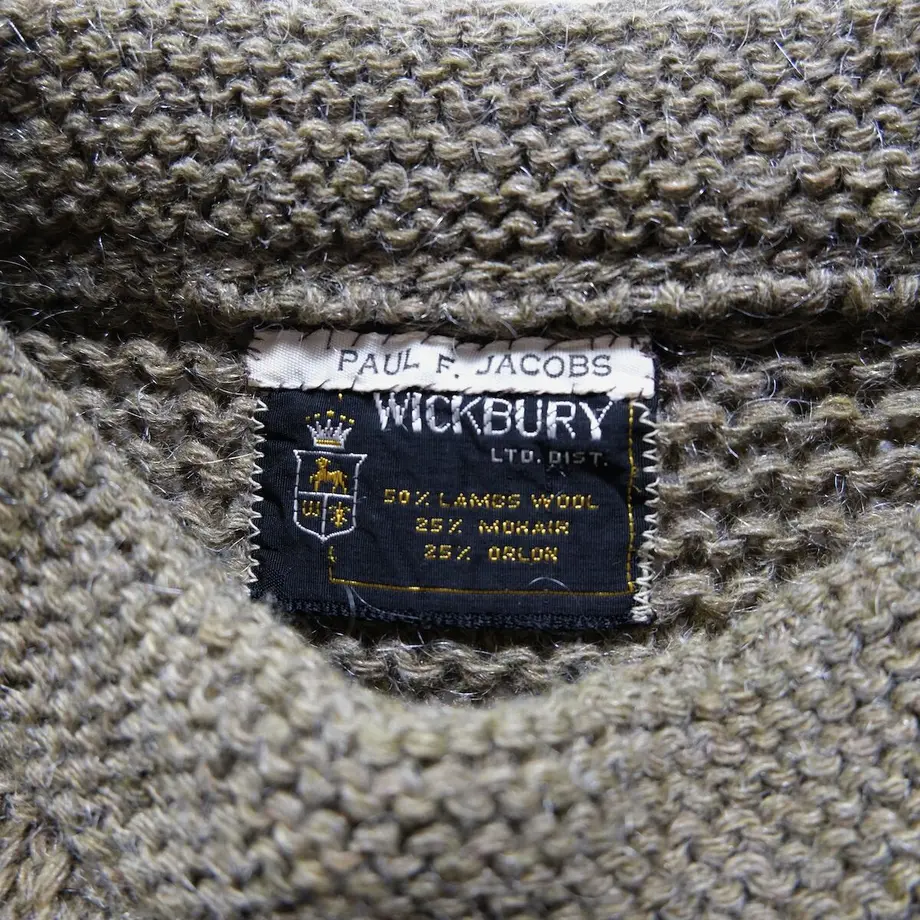 PAUL F. JACOBS
WICKBURY
LTD. DIST.
W
50% LAMBS WOOL
25% MOHAIR
25% ORLON